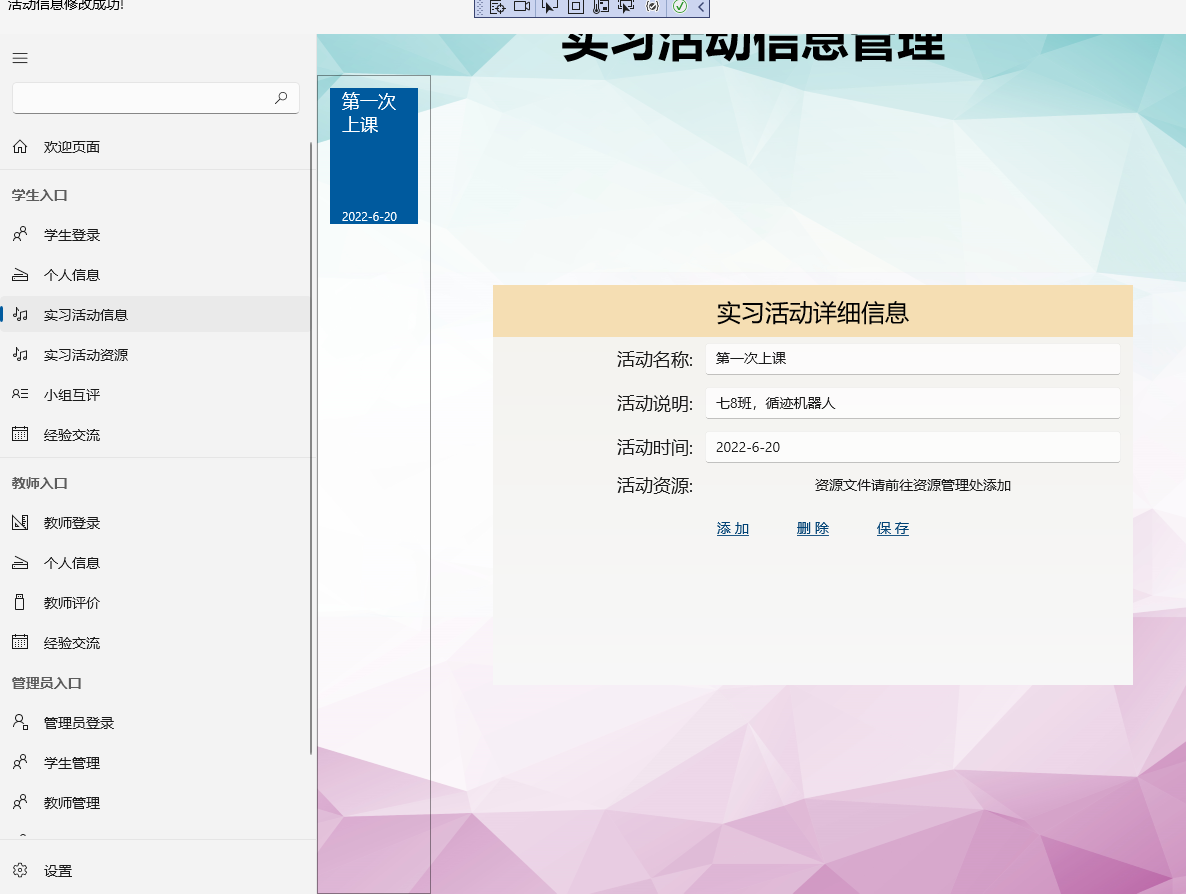 活动信息修改成功!
欢迎页面
学生入口
学生登录
个人信息
实习活动信息
实习活动资源
小组互评
经验交流
教师入口
教师登录
个人信息
教师评价
经验交流
管理员入口
管理员登录
学生管理
教师管理
设置
实习活动信息管理
第一次
上课
2022-6-20
实习活动详细信息
活动名称: 第一次上课
活动说明: 七8班，循迹机器人
活动时间: 2022-6-20
活动资源: 资源文件请前往资源管理处添加
添 加 删 除 保 存